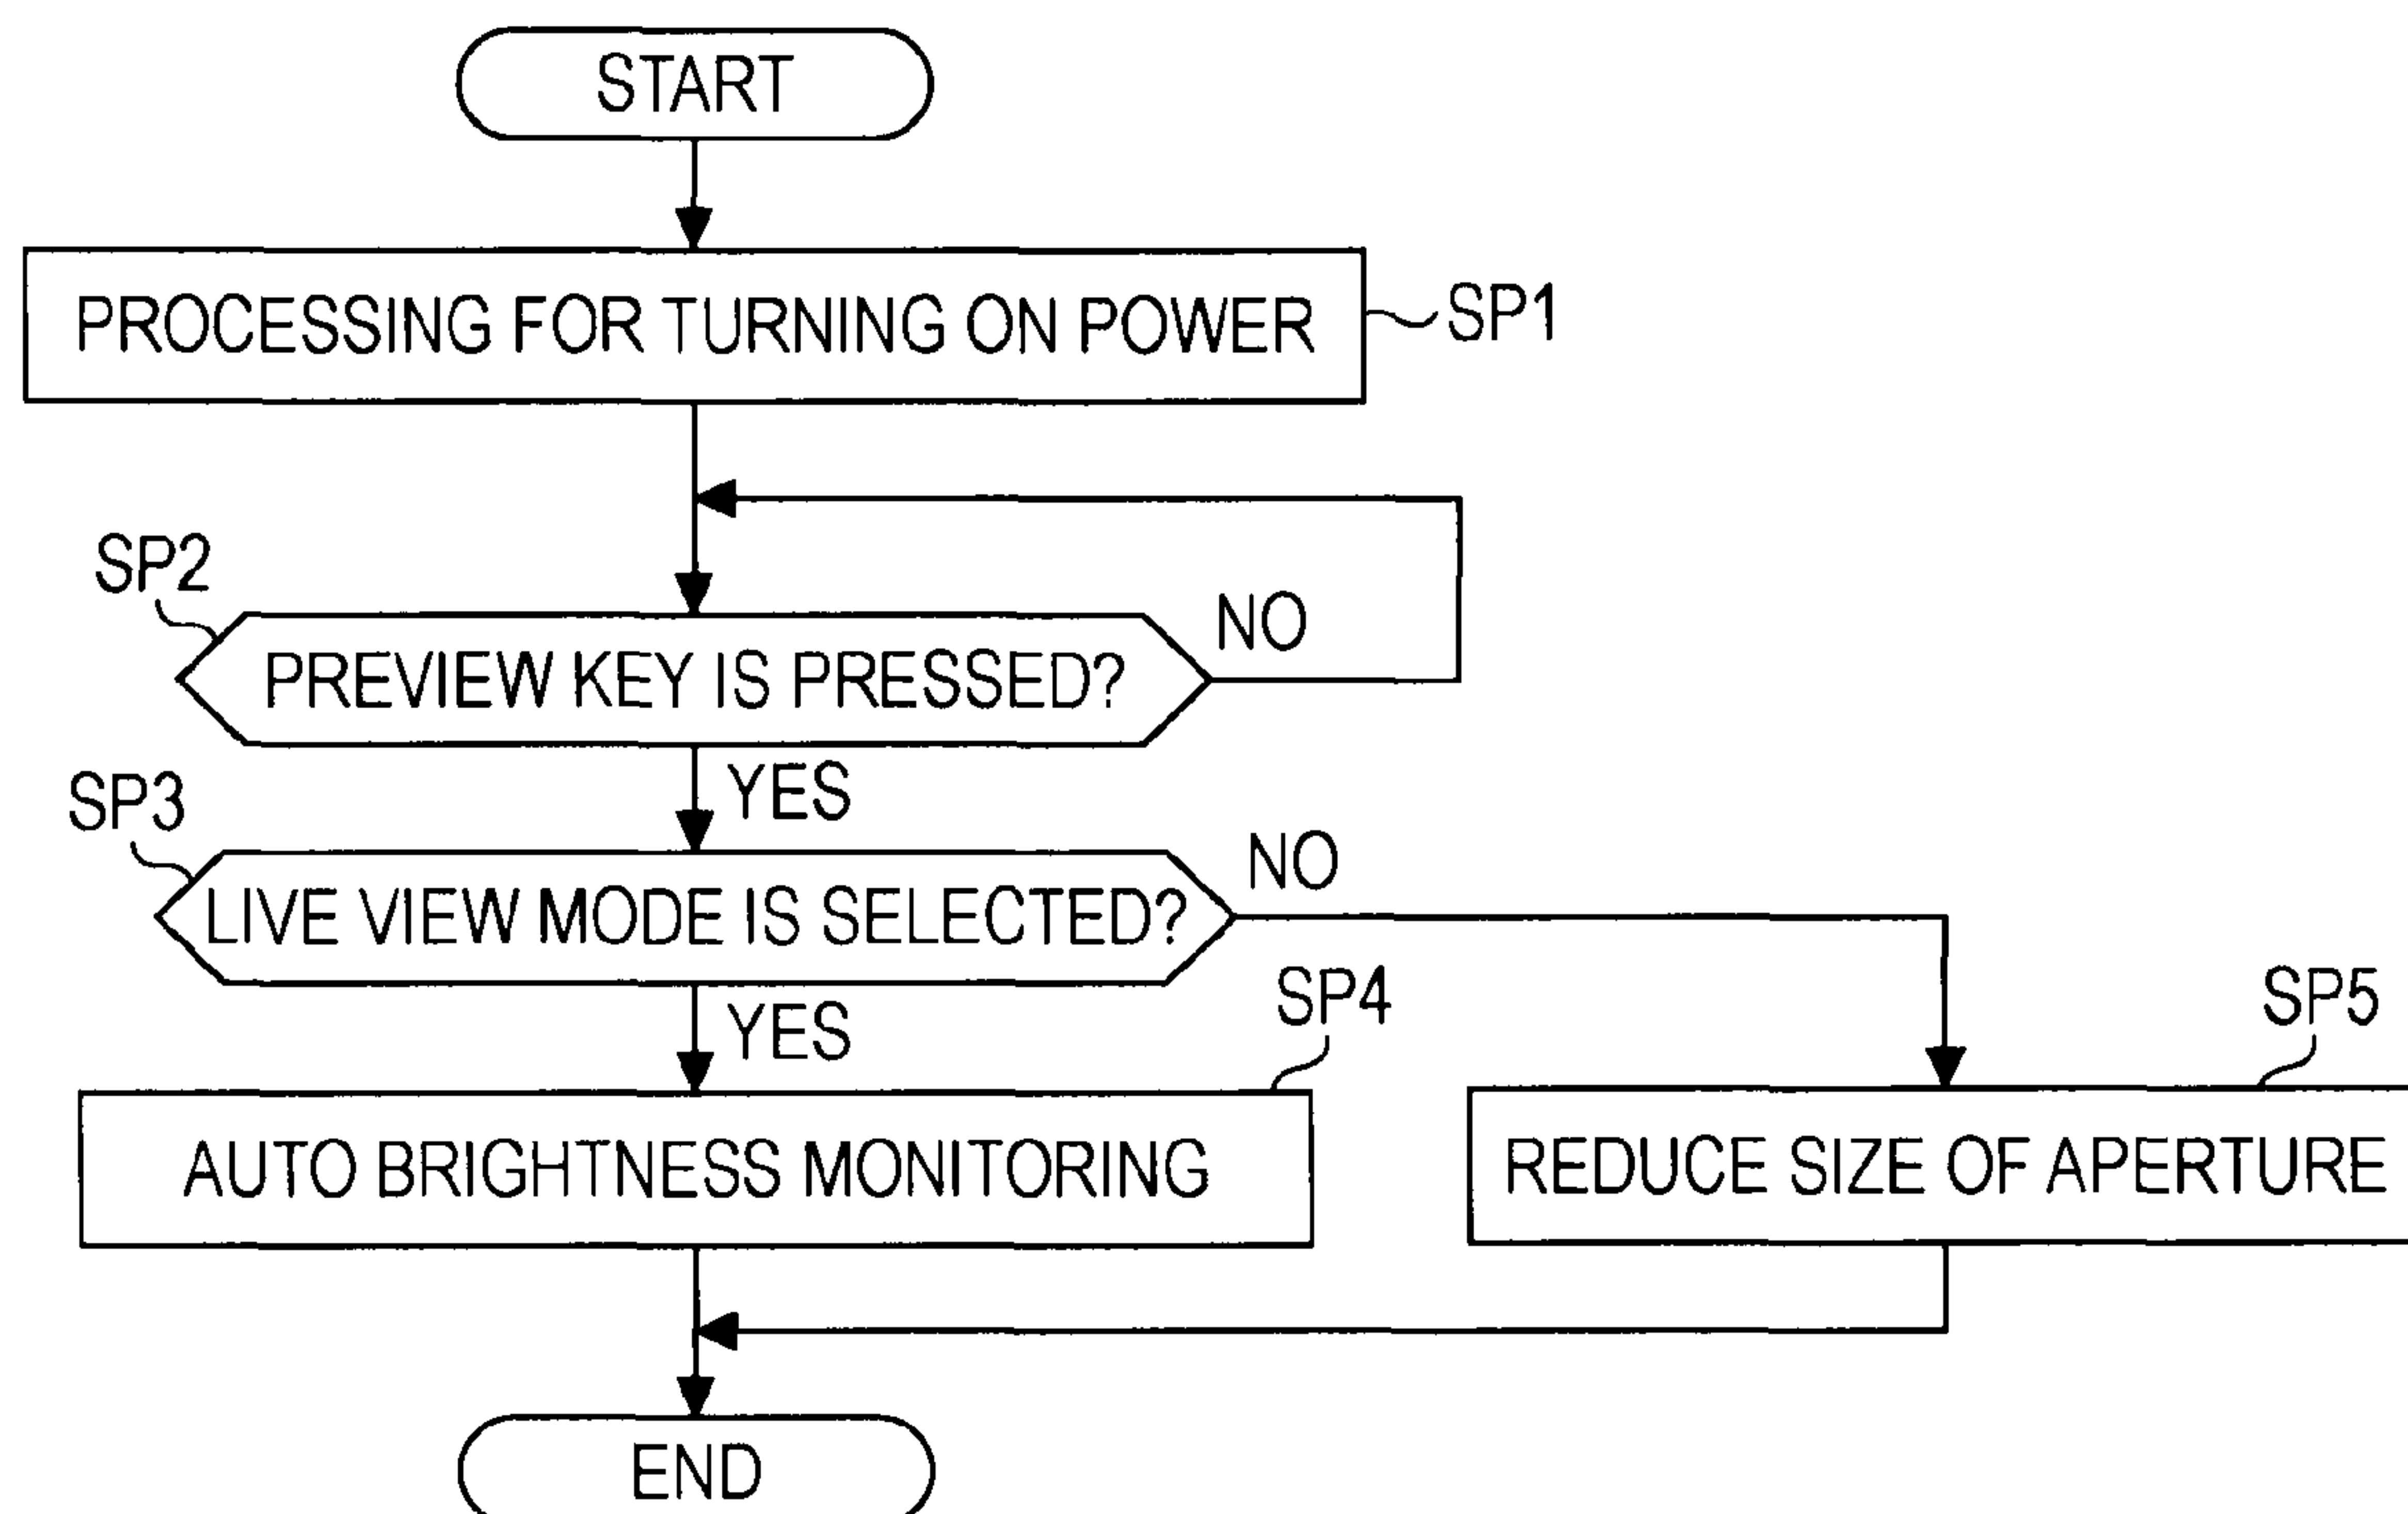 START
PROCESSING FOR TURNING ON POWER
SP1
SP2
PREVIEW KEY IS PRESSED?
NO
YES
SP3
LIVE VIEW MODE IS SELECTED?
NO
YES
SP4
AUTO BRIGHTNESS MONITORING
SP5
REDUCE SIZE OF APERTURE
END